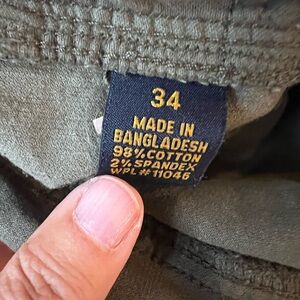 34
MADE IN
BANGLADESH
98% COTTON
2% SPANDEX
WPL # 11046